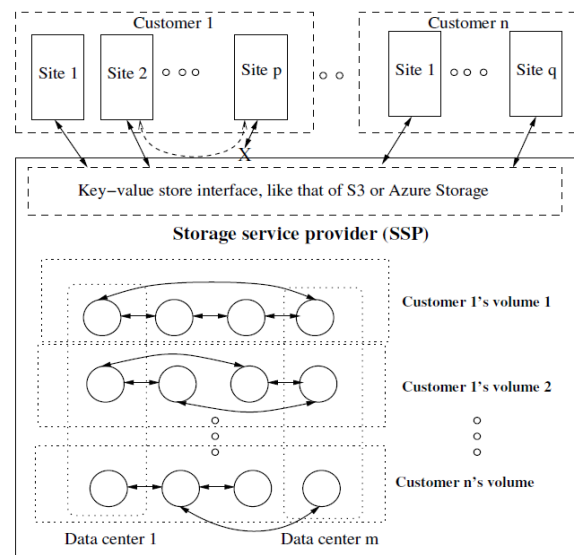 Customer 1
Customer n
Site 1
Site 2
Site p
Site 1
Site q
X
Key−value store interface, like that of S3 or Azure Storage
Storage service provider (SSP)
Customer 1's volume 1
Customer 1's volume 2
Customer n's volume
Data center 1
Data center m